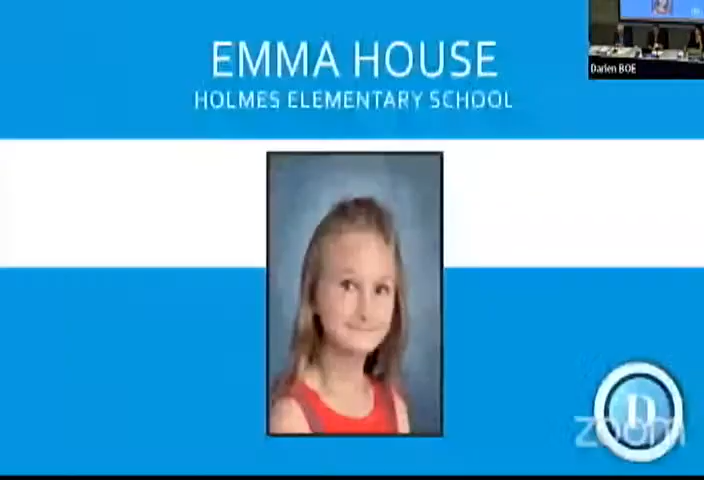 EMMA HOUSE
HOLMES ELEMENTARY SCHOOL
Darien BOE
D
zoom